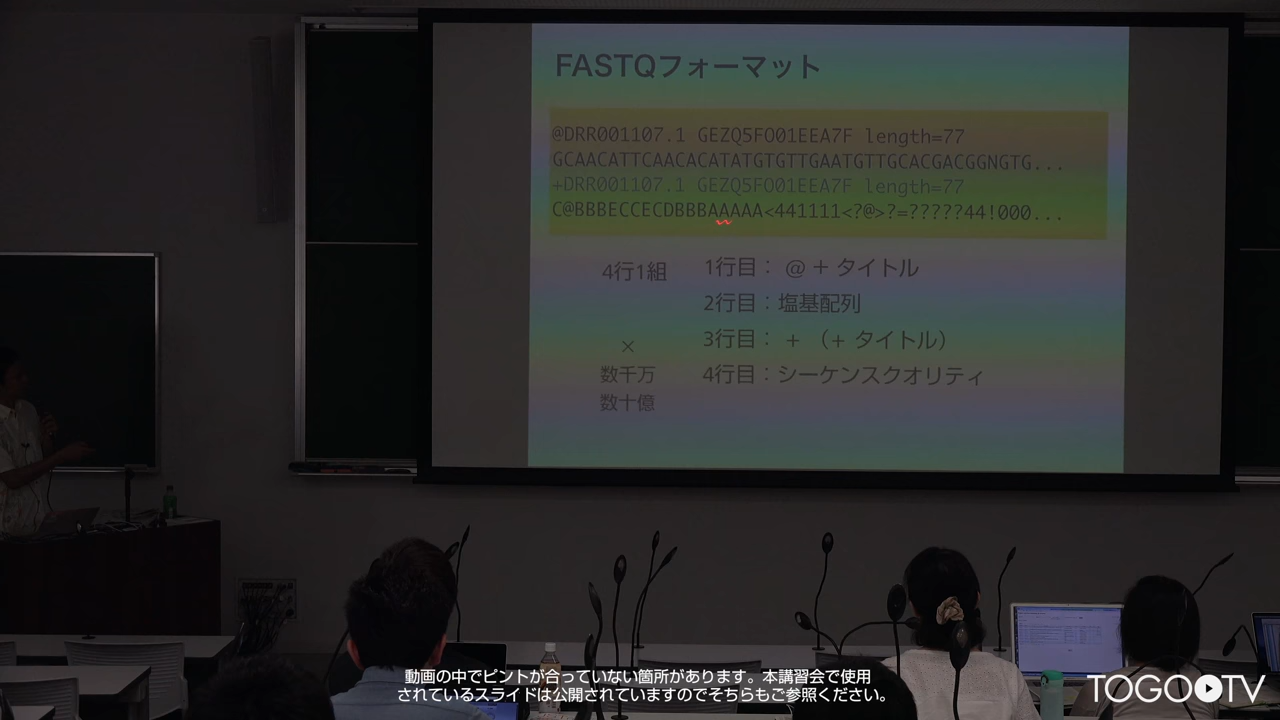 FASTQフォーマット
@DRR001107.1 GEZQ5FO01EEA7F length=77
GCAACATTCAACACATATGTGTTGAATGTTGCACGACGGNGTG...
+DRR001107.1 GEZQ5FO01EEA7F length=77
C@BBBECCECDBBBAAAAA<441111<?@>?=?????44!000...
4行1組
×
数千万
数十億
1行目： @ + タイトル
2行目：塩基配列
3行目： + （+ タイトル）
4行目：シーケンスクオリティ
動画の中でピントが合っていない箇所があります。本講習会で使用
されているスライドは公開されていますのでそちらもご参照ください。
TOGO TV